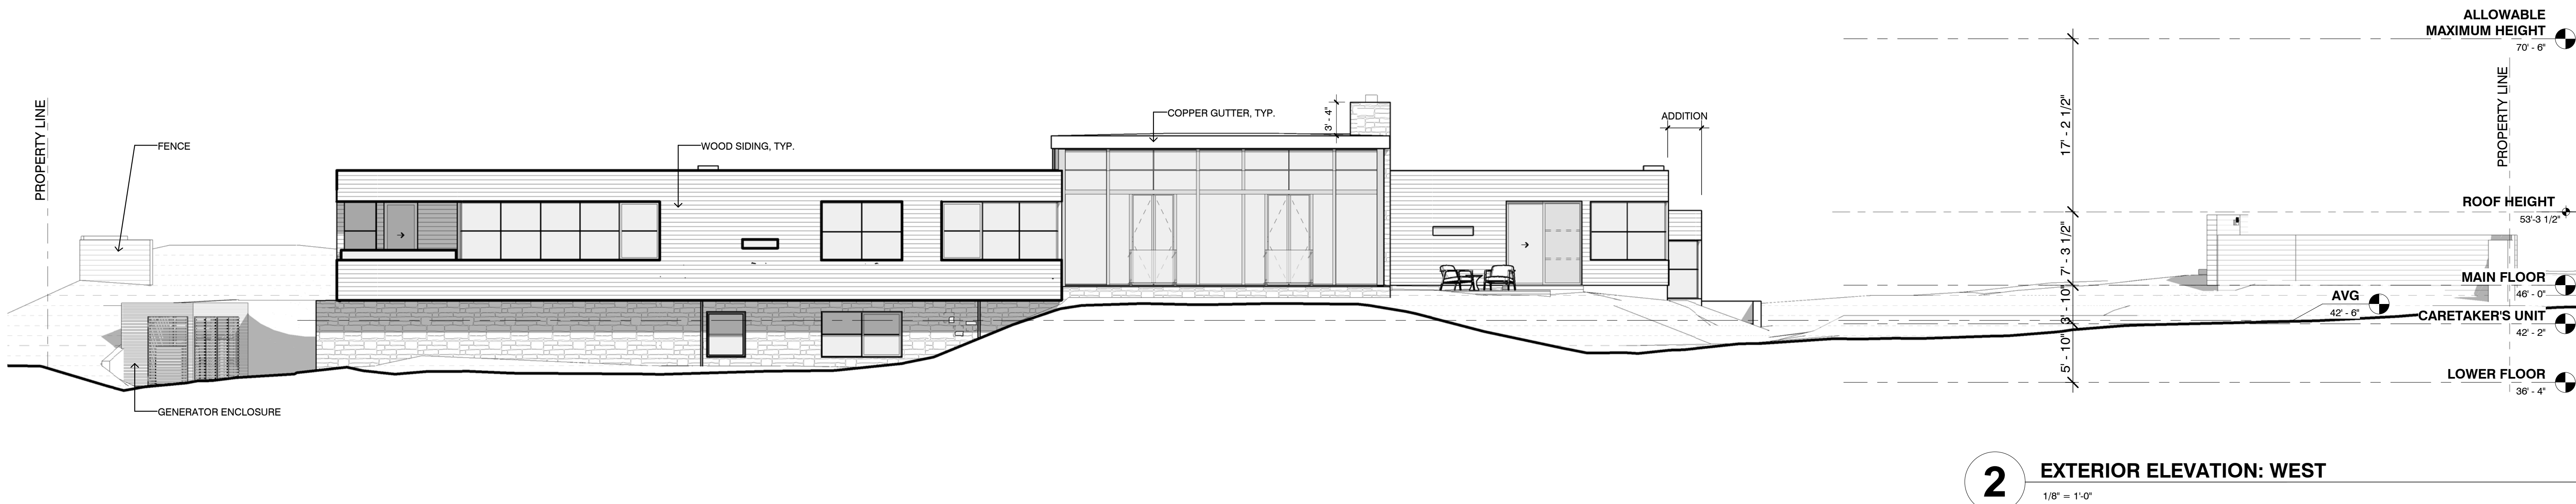 ALLOWABLE
MAXIMUM HEIGHT
70' - 6"
PROPERTY LINE
PROPERTY LINE
COPPER GUTTER, TYP.
3' - 4"
ADDITION
17' - 2 1/2"
FENCE
WOOD SIDING, TYP.
ROOF HEIGHT
53'-3 1/2"
7' - 3 1/2"
MAIN FLOOR
46' - 0"
AVG
42' - 6"
3' - 10"
CARETAKER'S UNIT
42' - 2"
5' - 10"
LOWER FLOOR
36' - 4"
GENERATOR ENCLOSURE
2
EXTERIOR ELEVATION: WEST
1/8" = 1'-0"